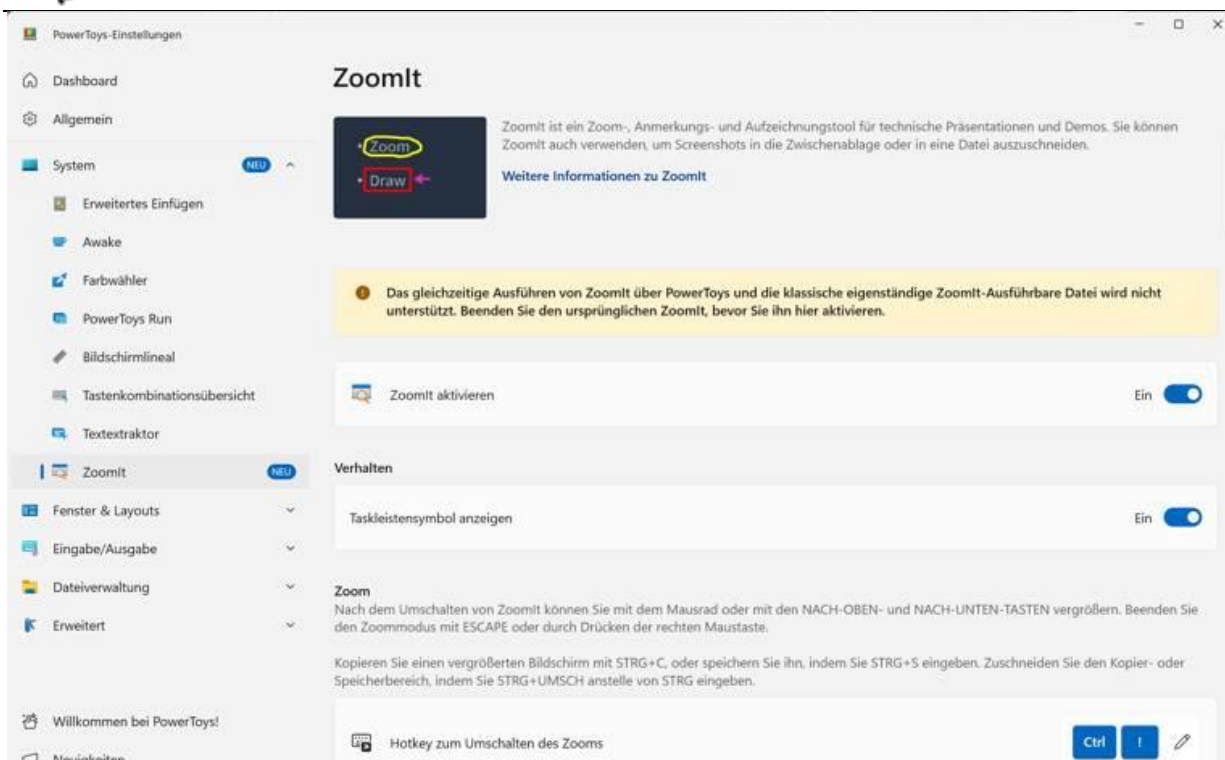 PowerToys-Einstellungen
Dashboard
Allgemein
System NEU
Erweitertes Einfügen
Awake
Farbwähler
PowerToys Run
Bildschirmlineal
Tastenkombinationsübersicht
Textextraktor
ZoomIt NEU
Fenster & Layouts
Eingabe/Ausgabe
Dateiverwaltung
Erweitert
Willkommen bei PowerToys!
Neuigkeiten
ZoomIt
• Zoom
• Draw
ZoomIt ist ein Zoom-, Anmerkungs- und Aufzeichnungstool für technische Präsentationen und Demos. Sie können
ZoomIt auch verwenden, um Screenshots in die Zwischenablage oder in eine Datei auszuschneiden.
Weitere Informationen zu ZoomIt
Das gleichzeitige Ausführen von ZoomIt über PowerToys und die klassische eigenständige ZoomIt-Ausführbare Datei wird nicht
unterstützt. Beenden Sie den ursprünglichen ZoomIt, bevor Sie ihn hier aktivieren.
ZoomIt aktivieren Ein
Verhalten
Taskleistensymbol anzeigen Ein
Zoom
Nach dem Umschalten von ZoomIt können Sie mit dem Mausrad oder mit den NACH-OBEN- und NACH-UNTEN-TASTEN vergrößern. Beenden Sie
den Zoommodus mit ESCAPE oder durch Drücken der rechten Maustaste.
Kopieren Sie einen vergrößerten Bildschirm mit STRG+C, oder speichern Sie ihn, indem Sie STRG+S eingeben. Zuschneiden Sie den Kopier- oder
Speicherbereich, indem Sie STRG+UMSCH anstelle von STRG eingeben.
Hotkey zum Umschalten des Zooms Ctrl !